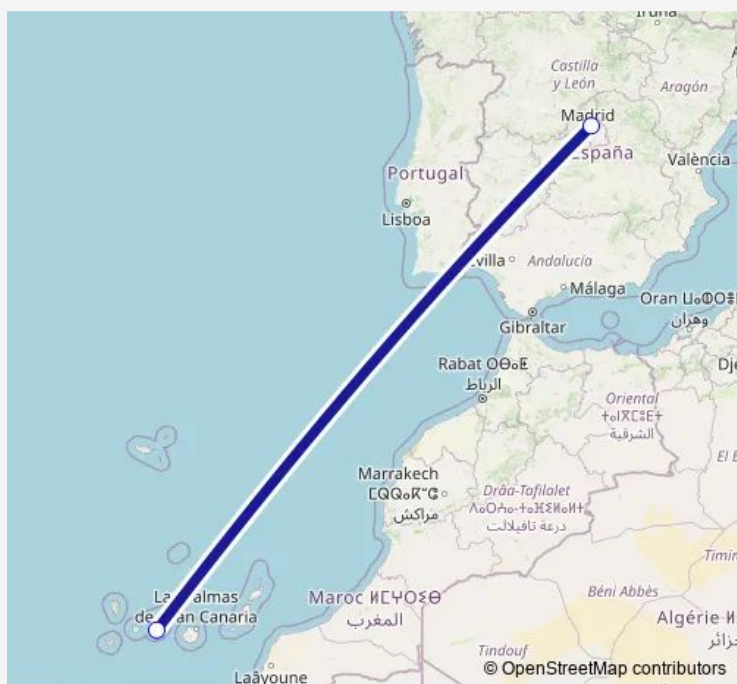 Iruña
Castilla
y León
Aragón
Madrid
España
València
Portugal
Lisboa
Andalucía
Málaga
Gibraltar
Oran
وهران
Rabat ⵔⴱⴰⵟ
الرباط
Oriental
الشرقية
Marrakech
مراكش
Drâa-Tafilalet
درعة تافيلالت
Béni Abbès
Maroc ⵍⵎⵖⵔⵉⴱ
المغرب
Algérie
Tindouf
Laâyoune
© OpenStreetMap contributors